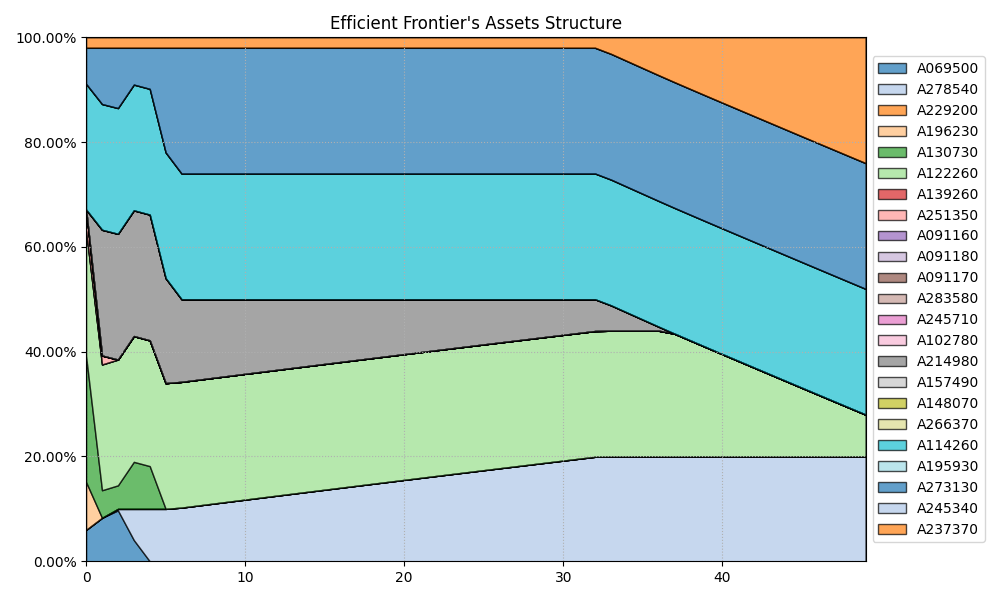 Efficient Frontier's Assets Structure
100.00%
80.00%
60.00%
40.00%
20.00%
0.00%
0
10
20
30
40
A069500
A278540
A229200
A196230
A130730
A122260
A139260
A251350
A091160
A091180
A091170
A283580
A245710
A102780
A214980
A157490
A148070
A266370
A114260
A195930
A273130
A245340
A237370